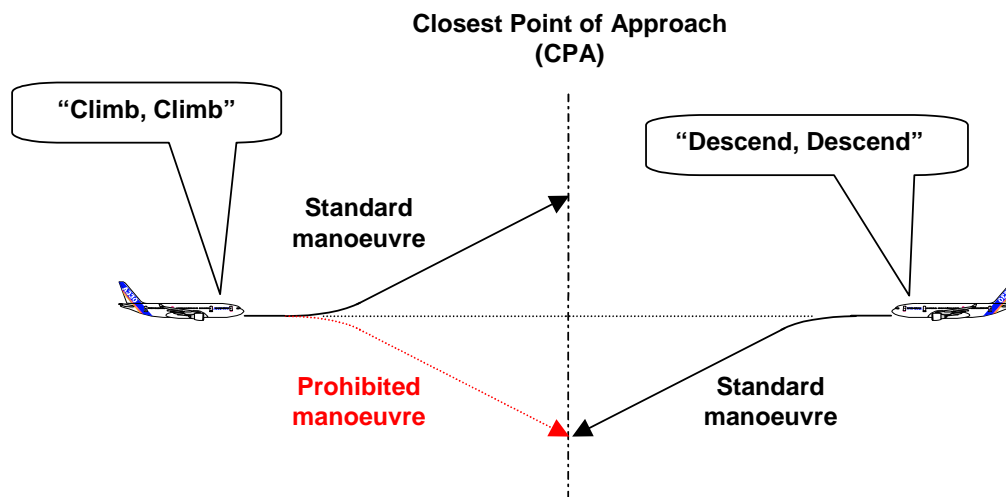 Closest Point of Approach
(CPA)
“Climb, Climb”
“Descend, Descend”
Standard
manoeuvre
Prohibited
manoeuvre
Standard
manoeuvre